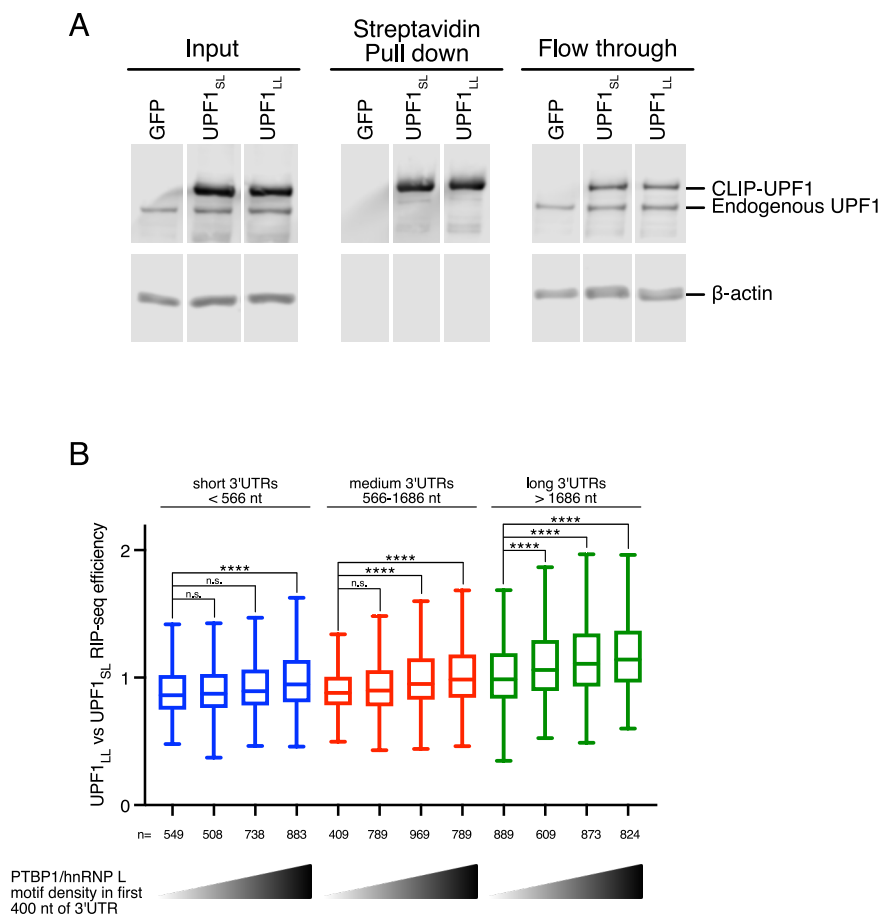 A
Input
Streptavidin
Pull down
Flow through
GFP
UPF1SL
UPF1LL
GFP
UPF1SL
UPF1LL
GFP
UPF1SL
UPF1LL
CLIP-UPF1
Endogenous UPF1
β-actin
B
short 3'UTRs
< 566 nt
medium 3'UTRs
566-1686 nt
long 3'UTRs
> 1686 nt
UPF1LL vs UPF1SL RIP-seq efficiency
2
1
0
****
n.s.
n.s.
****
****
n.s.
****
****
****
n= 549 508 738 883 409 789 969 789 889 609 873 824
PTBP1/hnRNP L
motif density in first
400 nt of 3'UTR